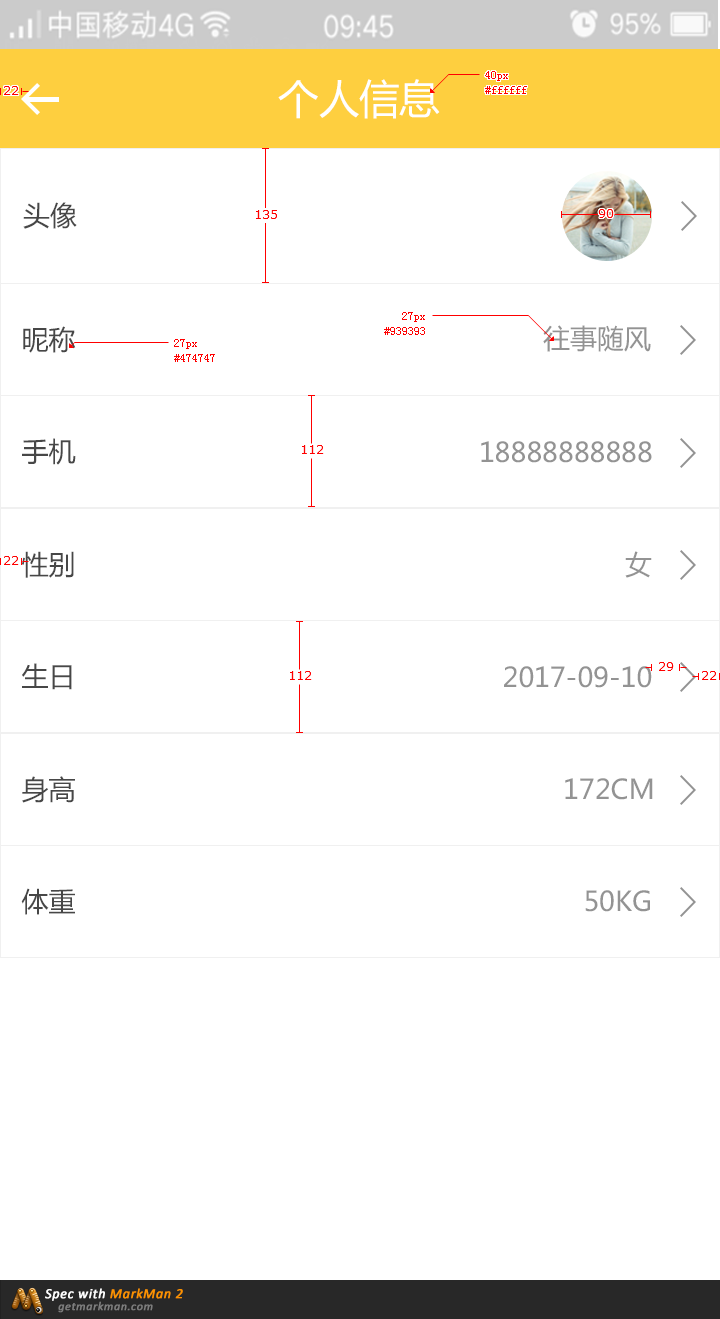 中国移动4G 09:45 95%
22 个人信息 40px
#ffffff
头像 135 90
昵称 27px
#474747
27px
#939393
往事随风
手机 112 18888888888
22 性别 女
生日 112 2017-09-10 29 22
身高 172CM
体重 50KG
Spec with MarkMan 2
getmarkman.com